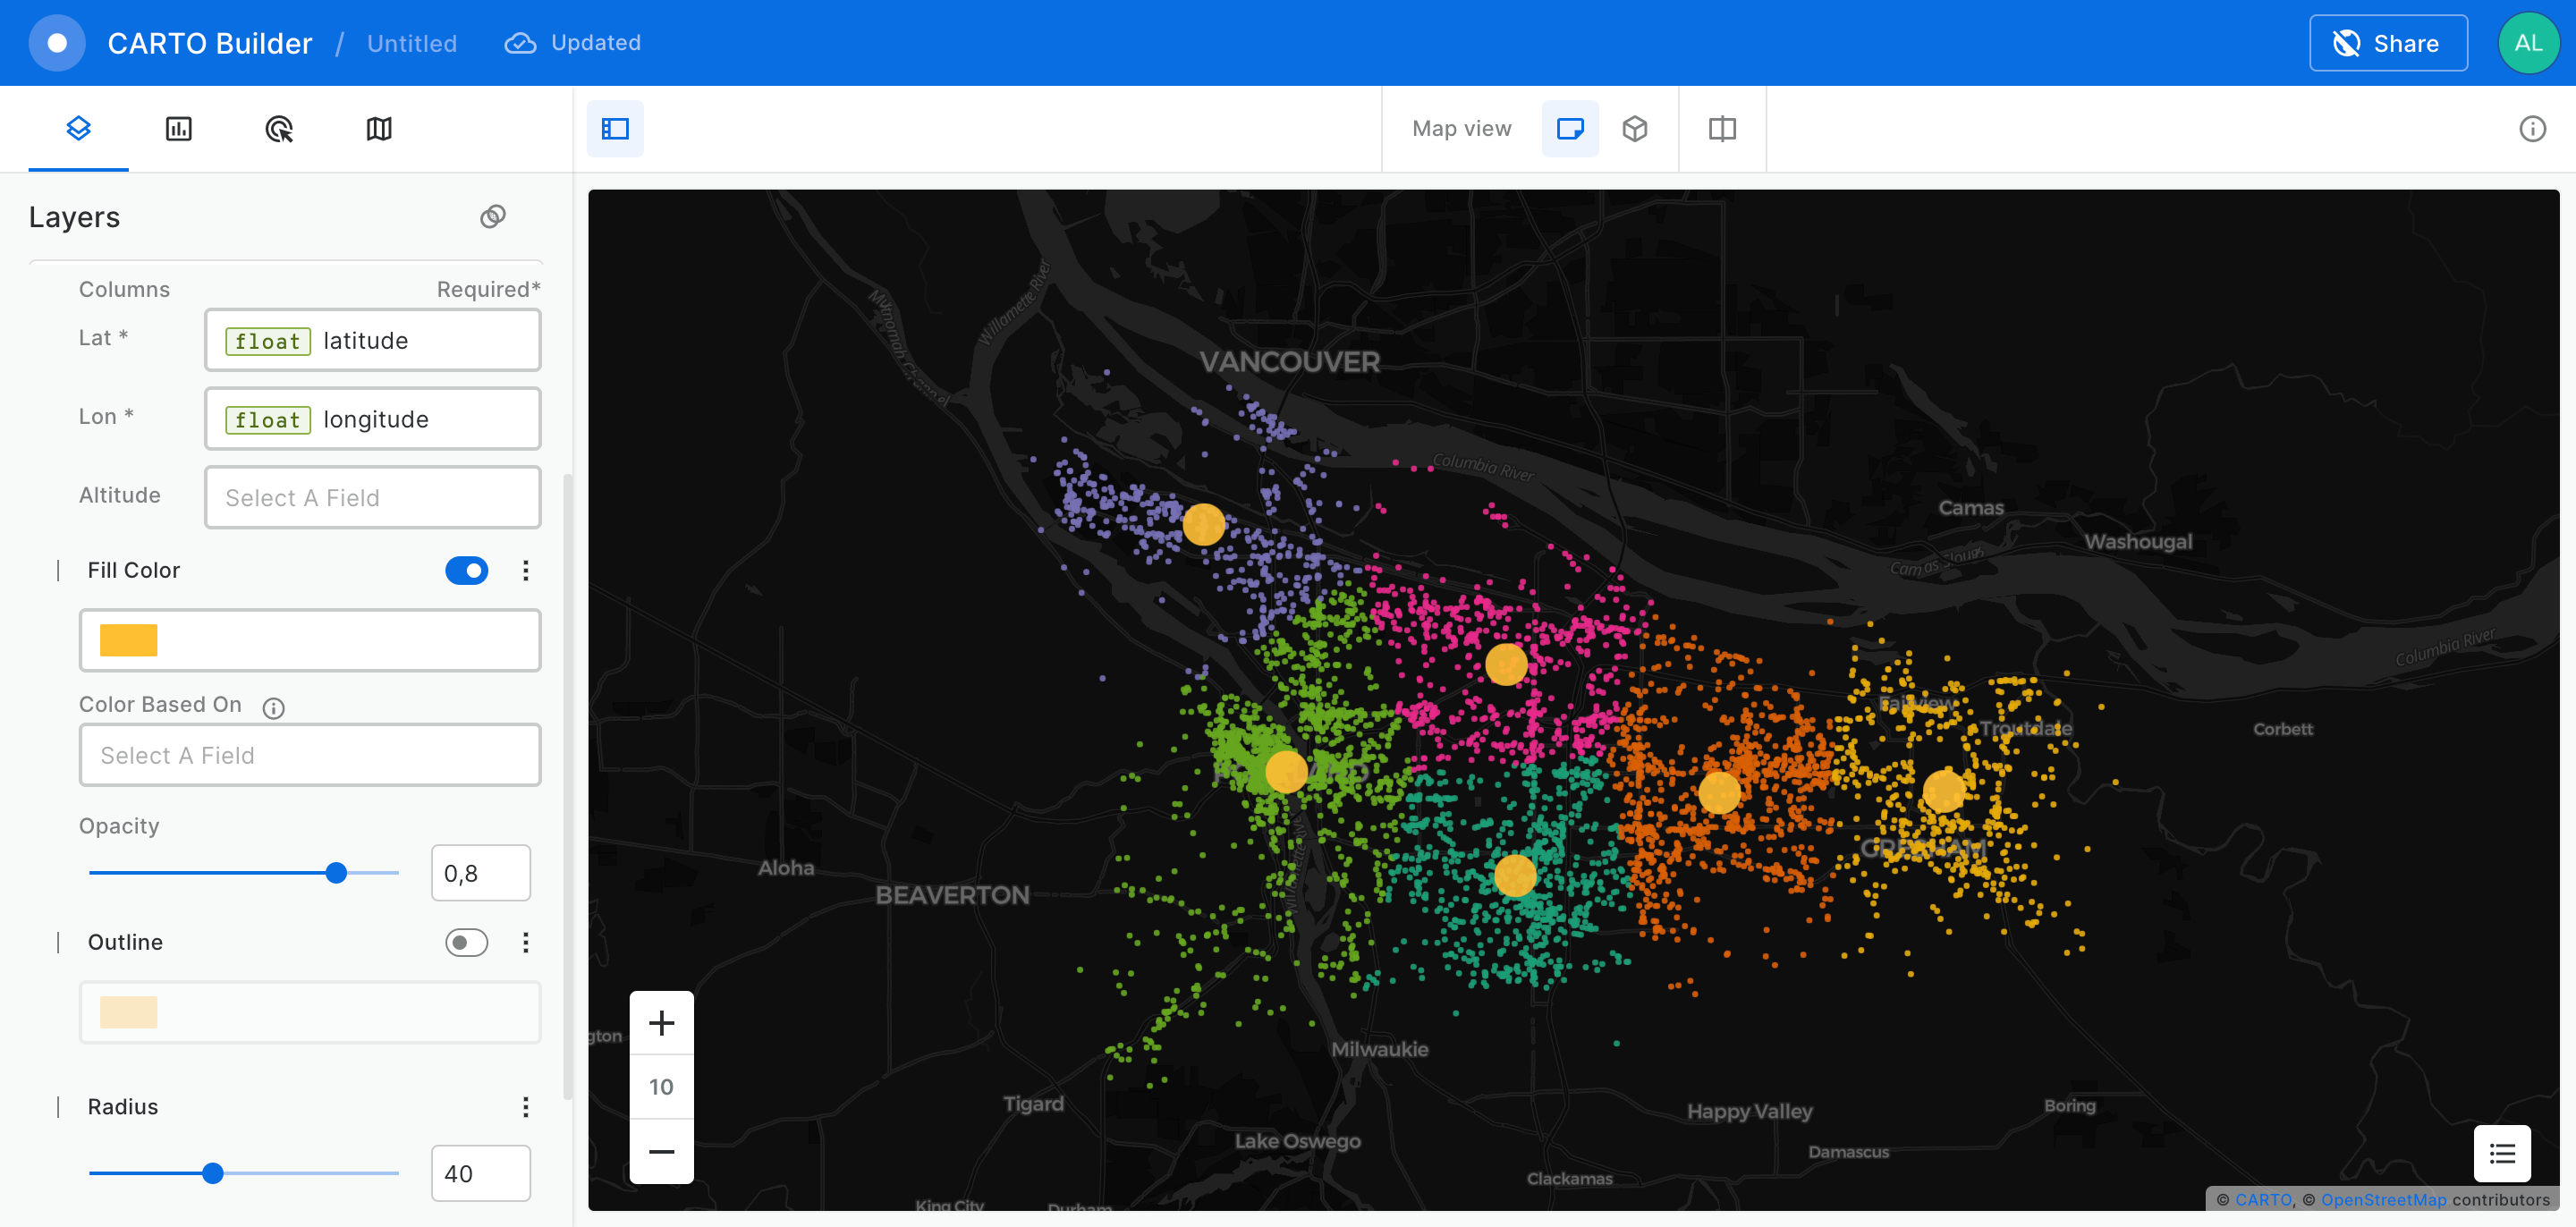 CARTO Builder / Untitled Updated
Share AL
Map view
Layers
Columns Required*
Lat * float latitude
Lon * float longitude
Altitude Select A Field
Fill Color
Color Based On
Select A Field
Opacity
0,8
Outline
Radius
40
10
Multnomah Channel
Willamette River
VANCOUVER
Columbia River
Camas
Washougal
Camas Slough
Columbia River
Fairview
Troutdale
Corbett
Aloha
BEAVERTON
Milwaukie
Tigard
Happy Valley
Boring
Lake Oswego
Damascus
Clackamas
King City
Durham
© CARTO, © OpenStreetMap contributors